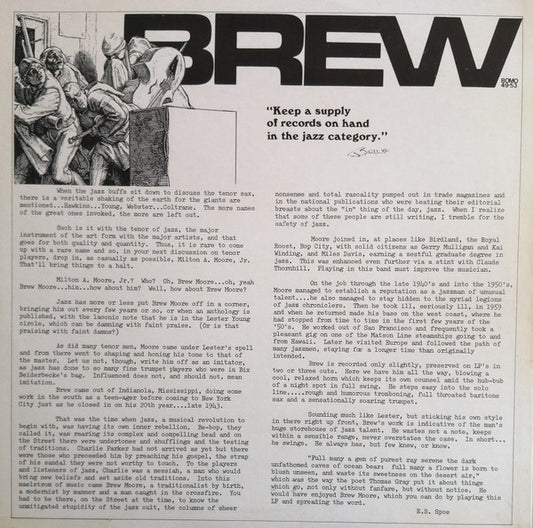 BREW
BDMO
49-53
"Keep a supply
of records on hand
in the jazz category."
When the jazz buffs sit down to discuss the tenor sax,
there is a veritable shaking of the earth for the giants are
mentioned...Hawkins...Young, Webster...Coltrane. The more names
of the great ones invoked, the more are left out.
Such is it with the tenor of jazz, the major
instrument of the art form with the major artists, and that
goes for both quality and quantity. Thus, it is rare to come
up with a rare name and so, in your next discussion on tenor
players, drop in, as casually as possible, Milton A. Moore, Jr.
That'll bring things to a halt.
Milton A. Moore, Jr.? Who? Oh, Brew Moore...oh, yeah
Brew Moore...him...how about him! Well, how about Brew Moore?
Jazz has more or less put Brew Moore off in a corner,
bringing him out every few years or so, or when an anthology is
published, with the laconic note that he is in the Lester Young
circle, which can be damning with faint praise. (Or is that
praising with faint damns?)
As did many tenor men, Moore came under Lester's spell
and from there went to shaping and honing his tone to that of
the master. Let us not, though, write him off as an imitator,
as jazz has done to so many fine trumpet players who were in Bix
Beiderbecke's bag. Influenced does not, and should not, mean
imitation.
Brew came out of Indianola, Mississippi, doing some
work in the south as a teen-ager before coming to New York
City just as he closed in on his 20th year...late 1943.
That was the time when jazz, a musical revolution to
begin with, was having its own inner rebellion. Be-bop, they
called it, was rearing its complex and compelling head and on
the Street there were undertones and shufflings and the testing
of traditions. Charlie Parker had not arrived as yet but there
were those who preceeded him by preaching his gospel, the strap
of his sandal they were not worthy to touch. To the players
and listeners of jazz, Charlie was a messiah, a man who would
bring new beliefs and set aside old traditions. Into this
maelstrom of music came Brew Moore, a traditionalist by birth,
a modernist by manner and a man caught in the crossfire. You
had to be there, on the Street at the time, to know the
unmitigated stupidity of the jazz cult, the columns of sheer
nonsense and total rascality pumped out in trade magazines and
in the national publications who were testing their editorial
breasts about the "in" thing of the day, jazz. When I realize
that some of these people are still writing, I tremble for the
safety of jazz.
Moore joined in, at places like Birdland, the Royal
Roost, Bop City, with solid citizens as Gerry Mulligan and Kai
Winding, and Miles Davis, earning a zestful graduate degree in
jazz. This was enhanced even further via a stint with Claude
Thornhill. Playing in this band must improve the musician.
On the job through the late 1940's and into the 1950's,
Moore managed to establish a reputation as a jazzman of unusual
talent....he also managed to stay hidden to the myriad legions
of jazz chroniclers. Then he took ill, seriously ill, in 1959
and when he returned made his base on the west coast, where he
had stopped from time to time in the first few years of the
'50's. He worked out of San Francisco and frequently took a
pleasant gig on one of the Matson Line steamships going to and
from Hawaii. Later he visited Europe and followed the path of
many jazzmen, staying for a longer time than originally
intended.
Brew is recorded only slightly, preserved on LP's in
two or three cuts. Here we have him all the way, blowing a
cool, relaxed horn which keeps its own counsel amid the hub-bub
of a night spot in full swing. He steps easy into the solo
line.....rough and humorous tromboning, full throated baritone
sax and a sensationally soaring trumpet.
Sounding much like Lester, but sticking his own style
in there right up front, Brew's work is indicative of the man's
huge storehouse of jazz talent. He wastes not a note, keeps
within a sensible range, never overstates the case. In short...
he swings. He always has, but few knew, or know.
"Full many a gem of purest ray serene the dark
unfathomed caves of ocean bear: full many a flower is born to
blush unseen, and waste its sweetness on the desert air,"
which was the way poet Thomas Gray put it about things
which go, not only without fanfare, but without notice. He
would have enjoyed Brew Moore, which you can do by playing this
LP and spreading the word.
E.S. Spoe